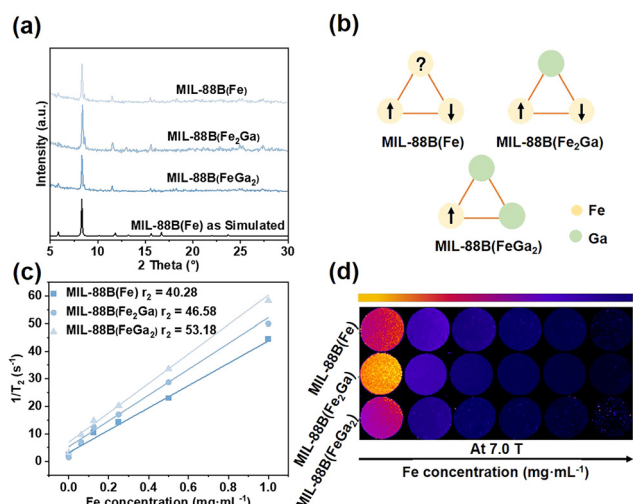 (a)
MIL-88B(Fe)
MIL-88B(Fe₂Ga)
MIL-88B(FeGa₂)
MIL-88B(Fe) as Simulated
Intensity (a.u.)
5 10 15 20 25 30
2 Theta (°)
(b)
?
MIL-88B(Fe) MIL-88B(Fe₂Ga)
MIL-88B(FeGa₂)
Fe
Ga
(c)
MIL-88B(Fe) r₂ = 40.28
MIL-88B(Fe₂Ga) r₂ = 46.58
MIL-88B(FeGa₂) r₂ = 53.18
1/T₂ (s⁻¹)
60
50
40
30
20
10
0
0.0 0.2 0.4 0.6 0.8 1.0
Fe concentration (mg·mL⁻¹)
(d)
MIL-88B(Fe)
MIL-88B(Fe₂Ga)
MIL-88B(FeGa₂)
At 7.0 T
Fe concentration (mg·mL⁻¹)